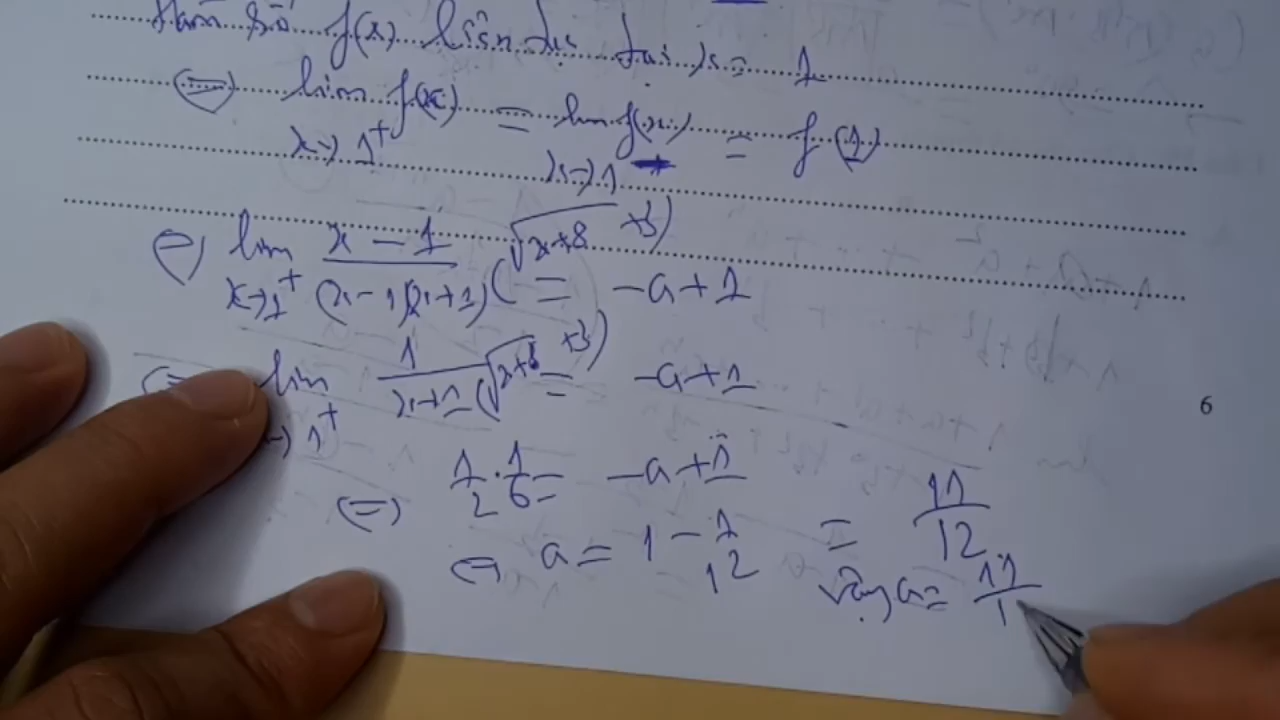 Hàm số f(x) liên tục tại x = 1
⇔ lim f(x) = lim f(x) = f(1)
x→1⁺ x→1
⇔ lim x - 1 / (x-1)(x+1)(√x+8 +3) = -a+1
x→1⁺
⇔ lim 1 / x+1 (√x+8 +3) = -a+1
→1⁺
⇔ 1/2 · 1/6 = -a+1
⇔ a = 1 - 1/12 = 11/12
Vậy a = 11/1
6